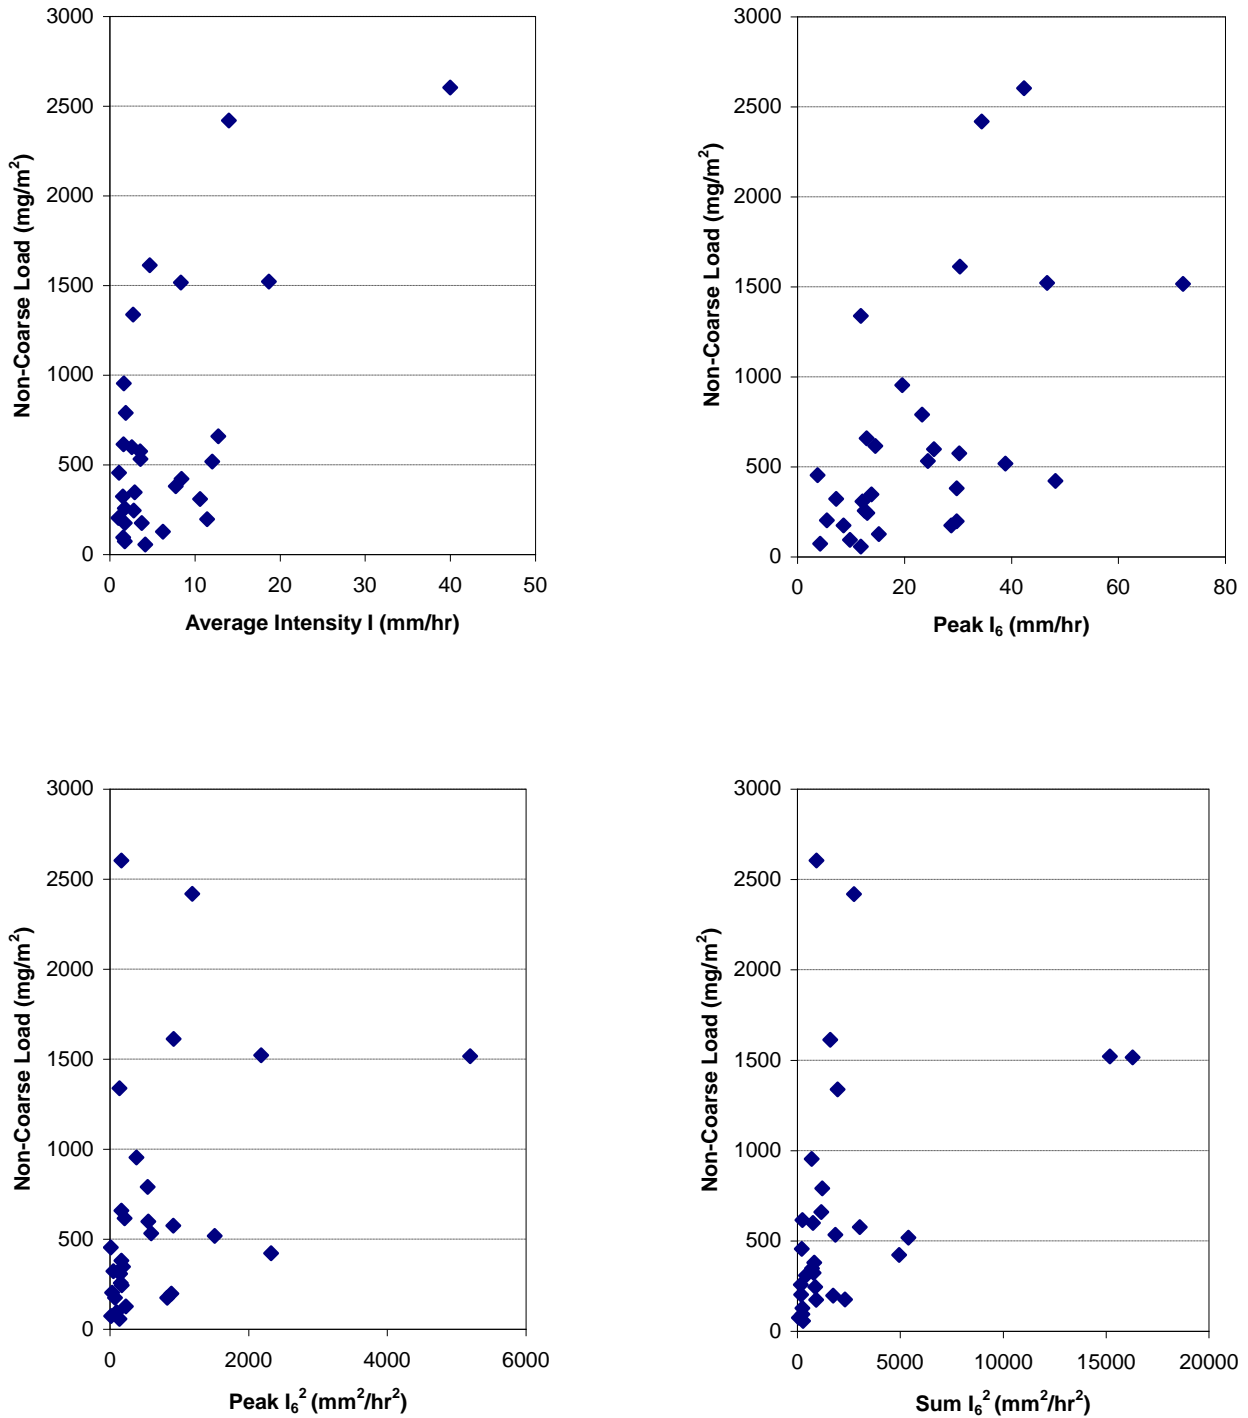 3000
2500
2000
1500
1000
500
0
Non-Coarse Load (mg/m²)
0 10 20 30 40 50
Average Intensity I (mm/hr)
3000
2500
2000
1500
1000
500
0
Non-Coarse Load (mg/m²)
0 20 40 60 80
Peak I₆ (mm/hr)
3000
2500
2000
1500
1000
500
0
Non-Coarse Load (mg/m²)
0 2000 4000 6000
Peak I₆² (mm²/hr²)
3000
2500
2000
1500
1000
500
0
Non-Coarse Load (mg/m²)
0 5000 10000 15000 20000
Sum I₆² (mm²/hr²)